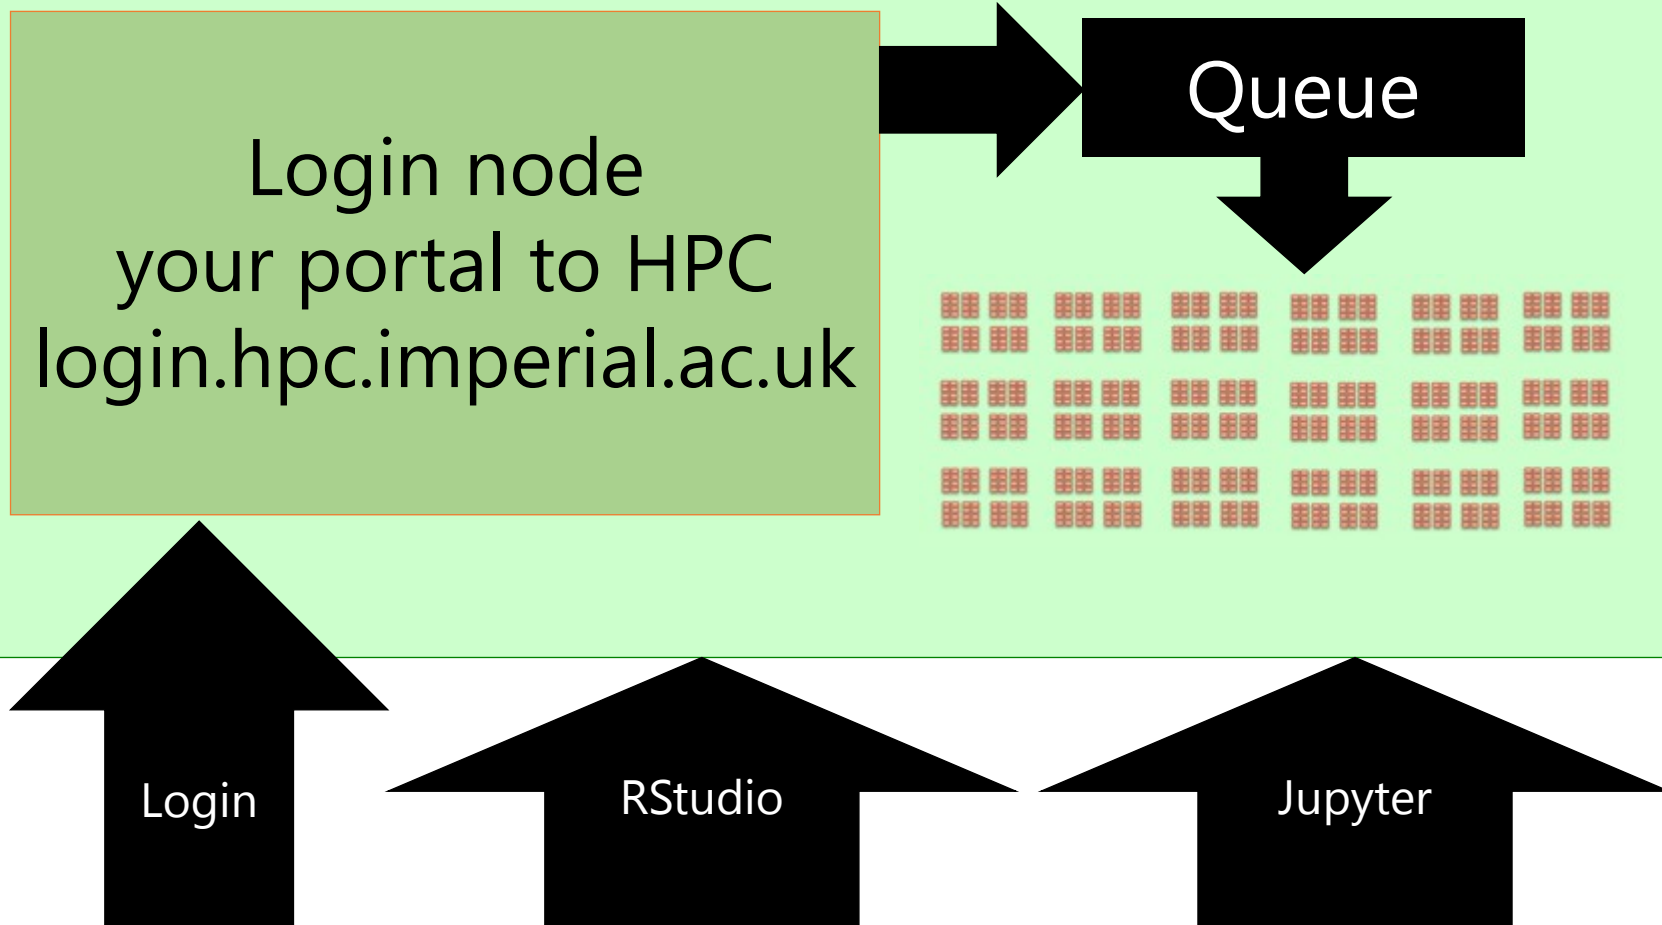 Login node
your portal to HPC
login.hpc.imperial.ac.uk
Queue
Login
RStudio
Jupyter